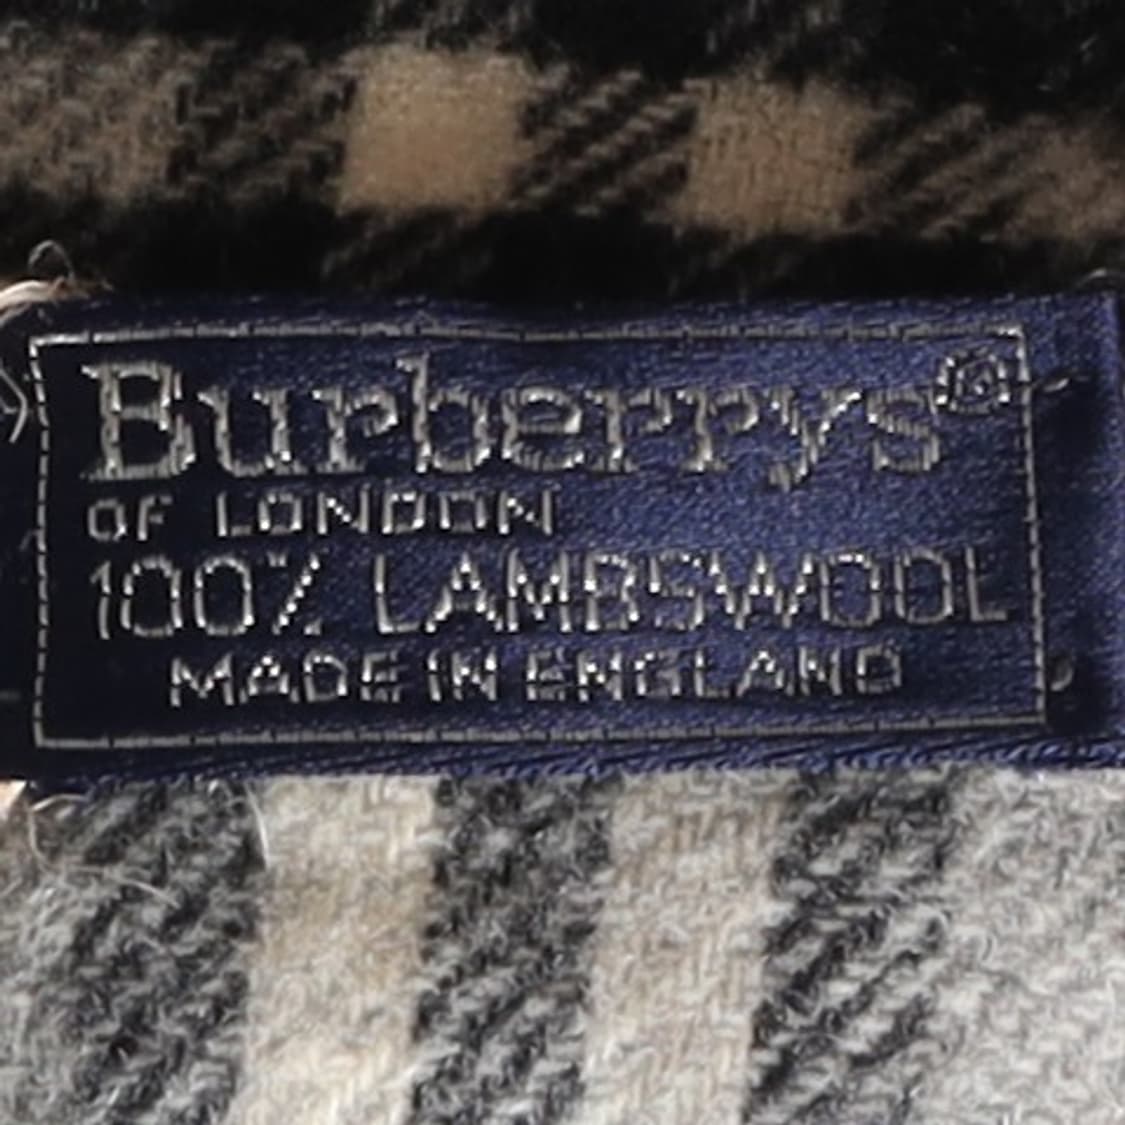 Burberrys®
OF LONDON
100% LAMBSWOOL
MADE IN ENGLAND